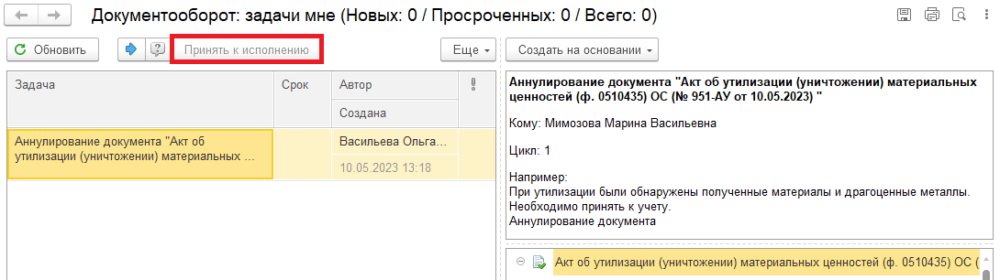 Документооборот: задачи мне (Новых: 0 / Просроченных: 0 / Всего: 0)
Обновить
Принять к исполнению
Еще
Создать на основании
Задача
Срок
Автор
Создана
Аннулирование документа "Акт об
утилизации (уничтожении) материальных ...
Васильева Ольга...
10.05.2023 13:18
Аннулирование документа "Акт об утилизации (уничтожении) материальных
ценностей (ф. 0510435) ОС (№ 951-АУ от 10.05.2023) "
Кому: Мимозова Марина Васильевна
Цикл: 1
Например:
При утилизации были обнаружены полученные материалы и драгоценные металлы.
Необходимо принять к учету.
Аннулирование документа
Акт об утилизации (уничтожении) материальных ценностей (ф. 0510435) ОС (